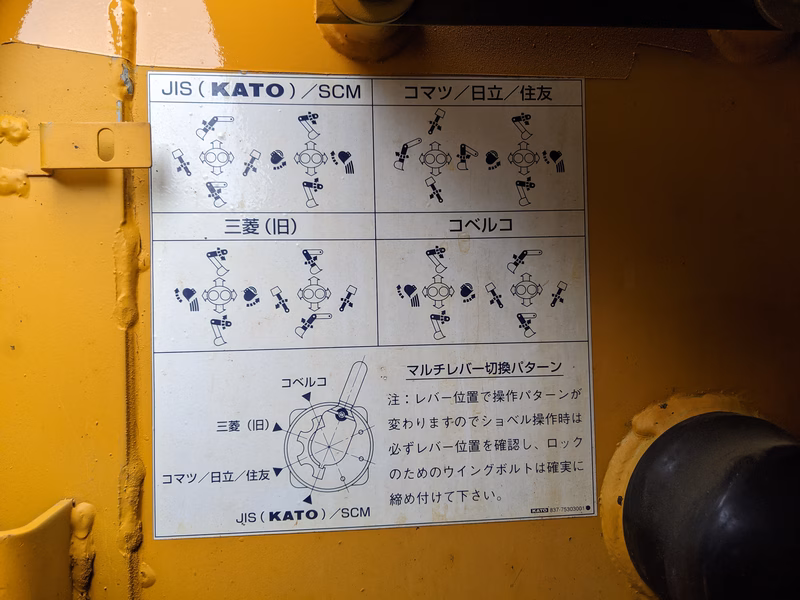 JIS(KATO)／SCM
コマツ／日立／住友
三菱(旧)
コベルコ
コベルコ
三菱(旧)
コマツ／日立／住友
JIS(KATO)／SCM
マルチレバー切換パターン
注：レバー位置で操作パターンが
変わりますのでショベル操作時は
必ずレバー位置を確認し、ロック
のためのウイングボルトは確実に
締め付けて下さい。
KATO 837-75303001